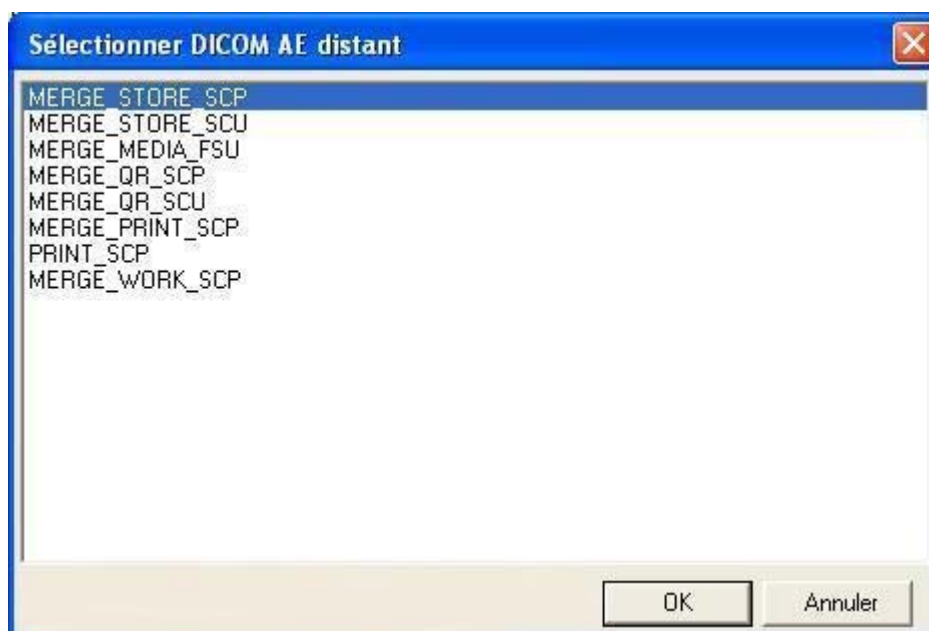 Sélectionner DICOM AE distant
MERGE_STORE_SCP
MERGE_STORE_SCU
MERGE_MEDIA_FSU
MERGE_QR_SCP
MERGE_QR_SCU
MERGE_PRINT_SCP
PRINT_SCP
MERGE_WORK_SCP
OK Annuler